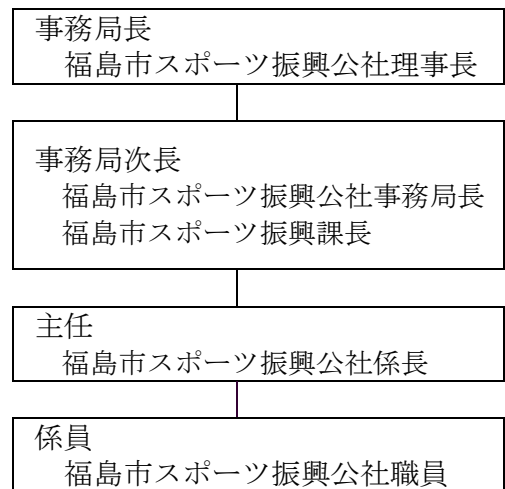 事務局長
福島市スポーツ振興公社理事長
事務局次長
福島市スポーツ振興公社事務局長
福島市スポーツ振興課長
主任
福島市スポーツ振興公社係長
係員
福島市スポーツ振興公社職員